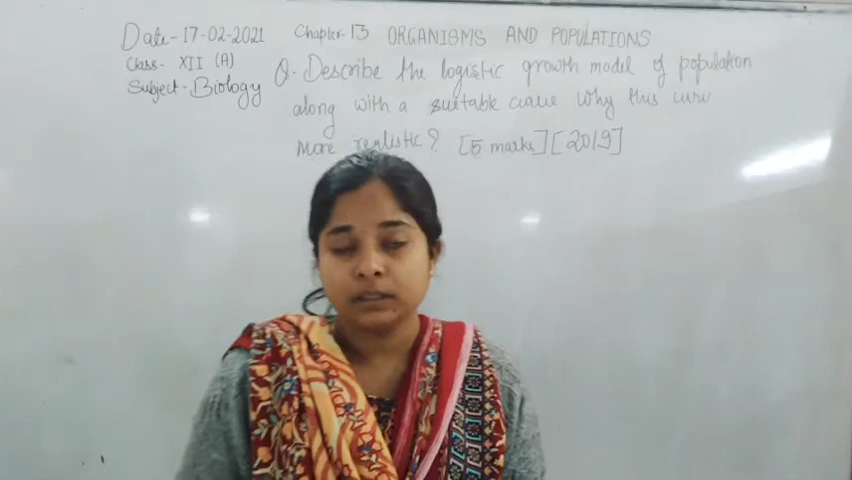 Date-17-02-2021 Chapter-13 ORGANISMS AND POPULATIONS
Class- XII (A)
Subject-Biology
Q. Describe the logistic growth model of population
along with a suitable curve Why this curv
More realistic? [5 marks] [2019]